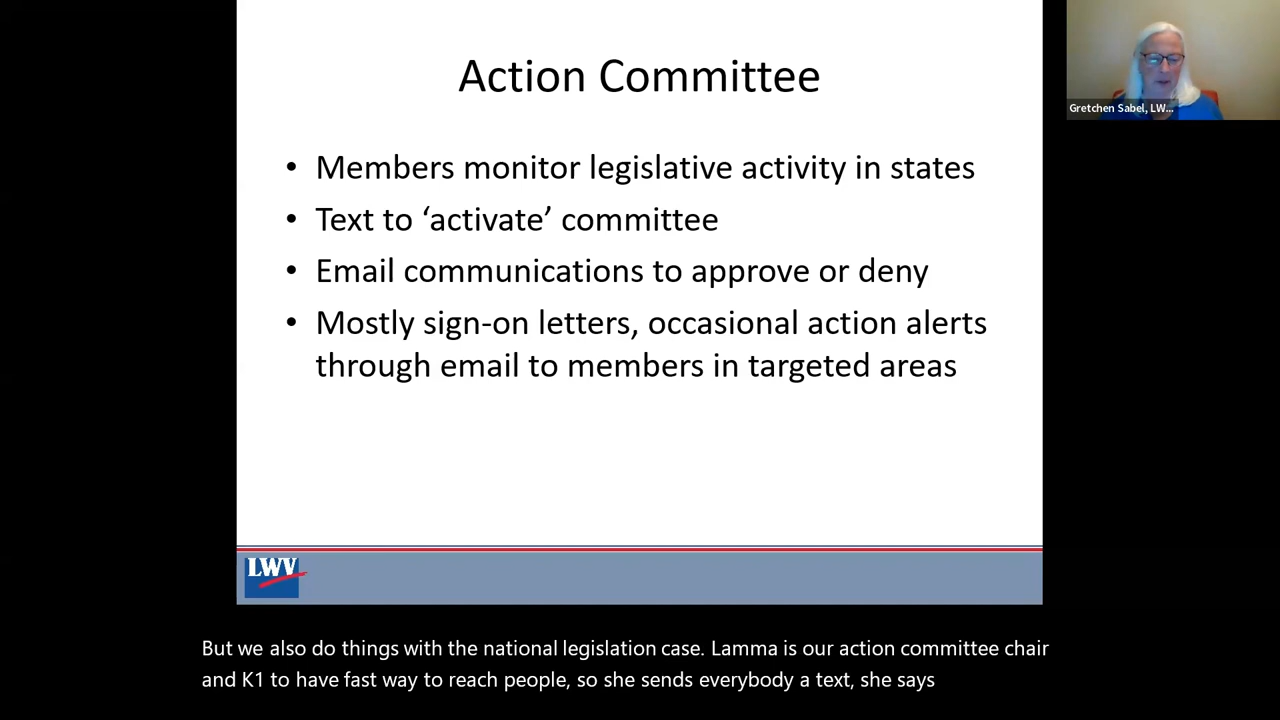 Action Committee
• Members monitor legislative activity in states
• Text to ‘activate’ committee
• Email communications to approve or deny
• Mostly sign-on letters, occasional action alerts
through email to members in targeted areas
Gretchen Sabel, LW...
LWV
But we also do things with the national legislation case. Lamma is our action committee chair
and K1 to have fast way to reach people, so she sends everybody a text, she says